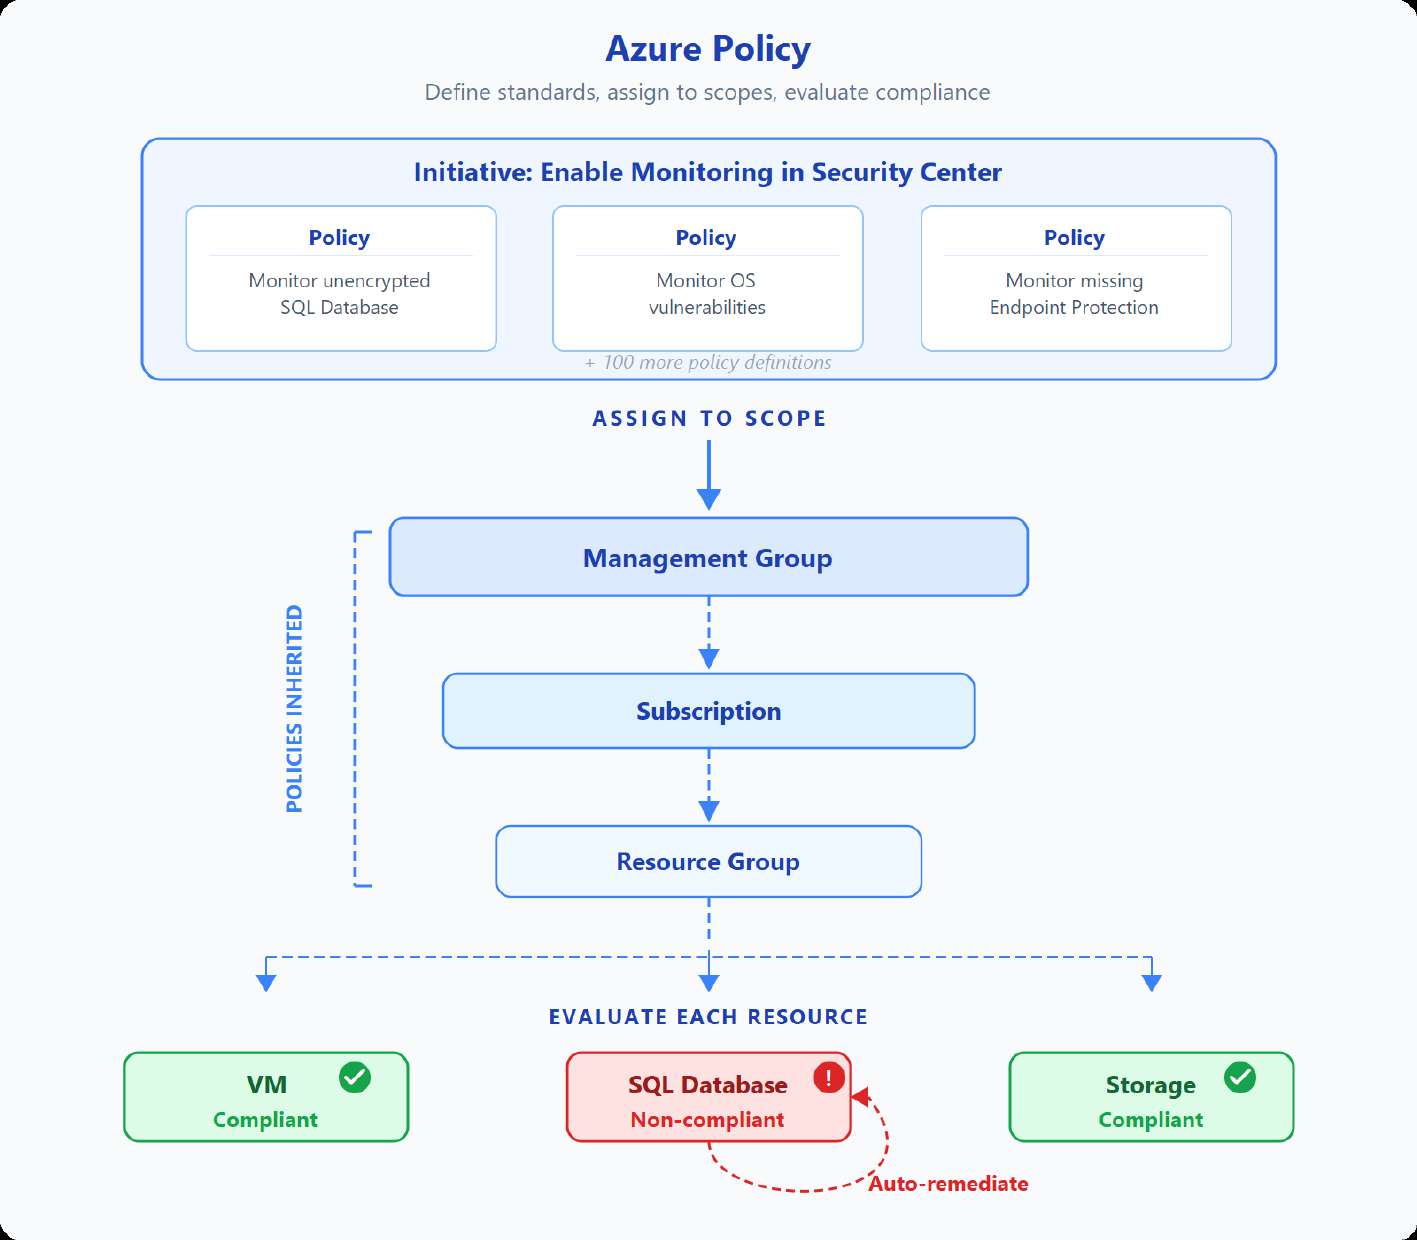 Azure Policy
Define standards, assign to scopes, evaluate compliance
Initiative: Enable Monitoring in Security Center
Policy
Monitor unencrypted
SQL Database
Policy
Monitor OS
vulnerabilities
Policy
Monitor missing
Endpoint Protection
+ 100 more policy definitions
ASSIGN TO SCOPE
POLICIES INHERITED
Management Group
Subscription
Resource Group
EVALUATE EACH RESOURCE
VM
Compliant
SQL Database
!
Non-compliant
Storage
Compliant
Auto-remediate